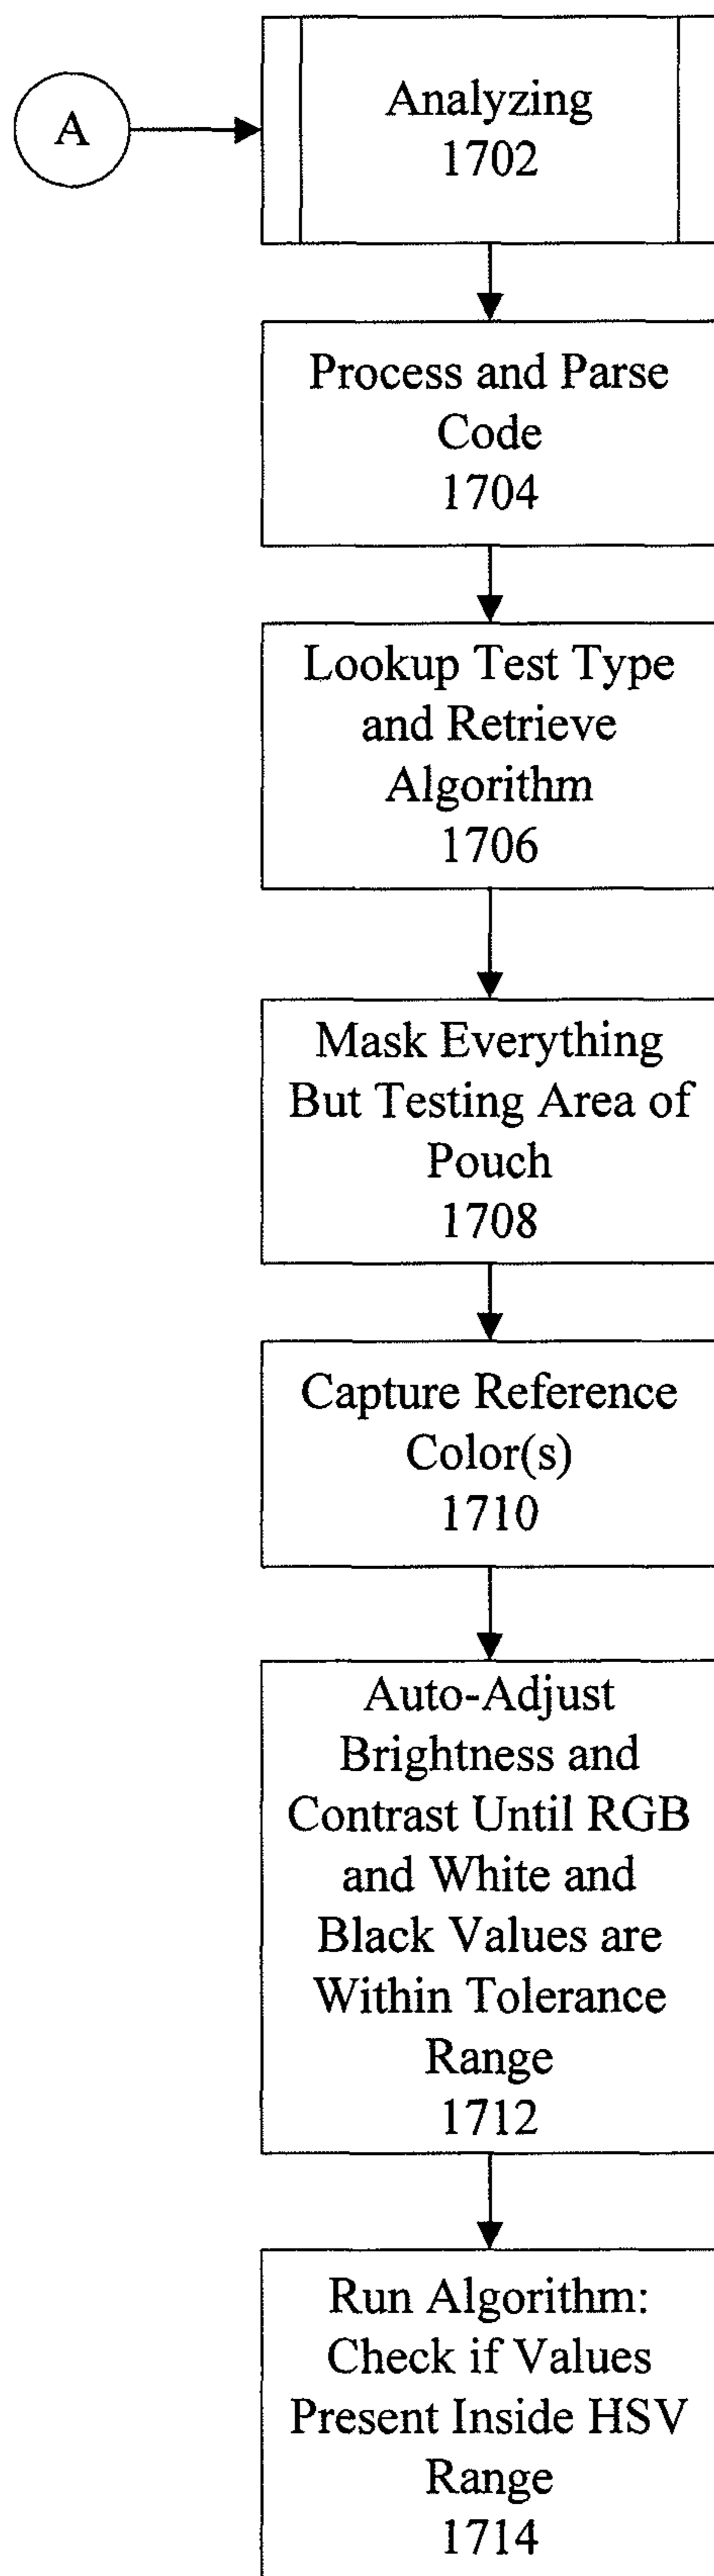 A
Analyzing
1702
Process and Parse
Code
1704
Lookup Test Type
and Retrieve
Algorithm
1706
Mask Everything
But Testing Area of
Pouch
1708
Capture Reference
Color(s)
1710
Auto-Adjust
Brightness and
Contrast Until RGB
and White and
Black Values are
Within Tolerance
Range
1712
Run Algorithm:
Check if Values
Present Inside HSV
Range
1714